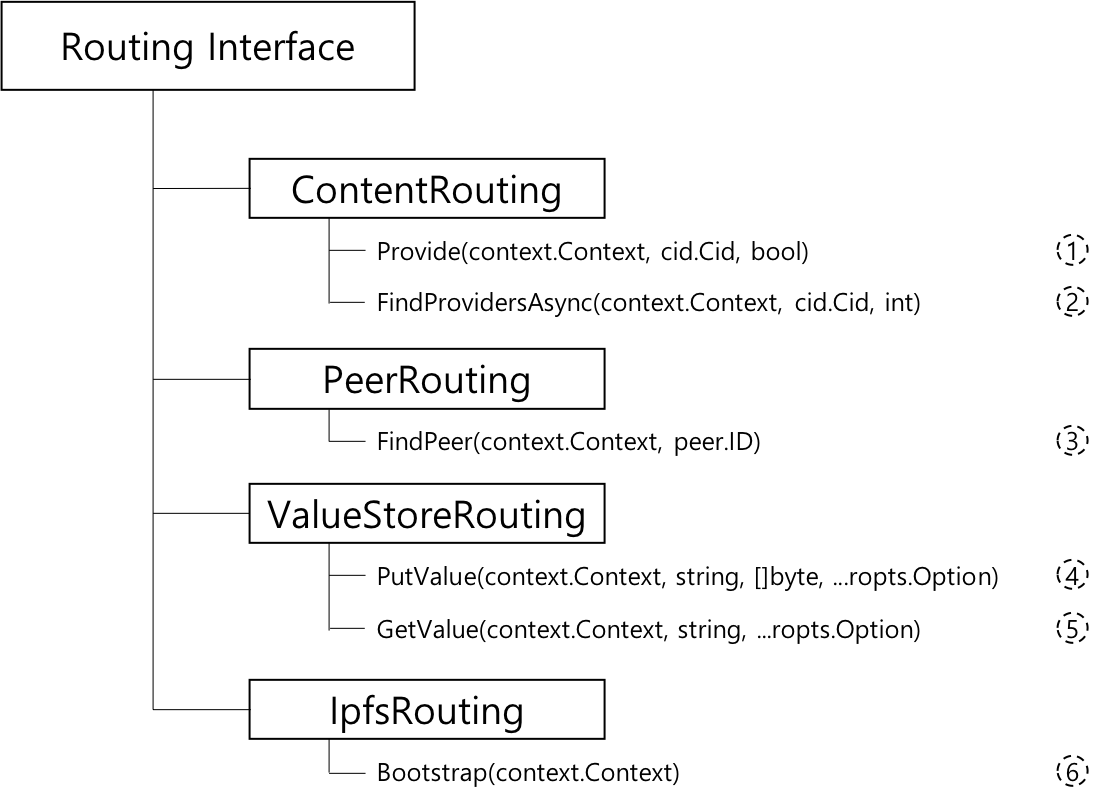 Routing Interface
ContentRouting
Provide(context.Context, cid.Cid, bool) 1
FindProvidersAsync(context.Context, cid.Cid, int) 2
PeerRouting
FindPeer(context.Context, peer.ID) 3
ValueStoreRouting
PutValue(context.Context, string, []byte, ...ropts.Option) 4
GetValue(context.Context, string, ...ropts.Option) 5
IpfsRouting
Bootstrap(context.Context) 6